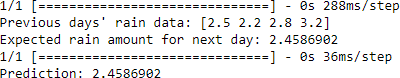 1/1 [==============================] - 0s 288ms/step
Previous days' rain data: [2.5 2.2 2.8 3.2]
Expected rain amount for next day: 2.4586902
1/1 [==============================] - 0s 36ms/step
Prediction: 2.4586902